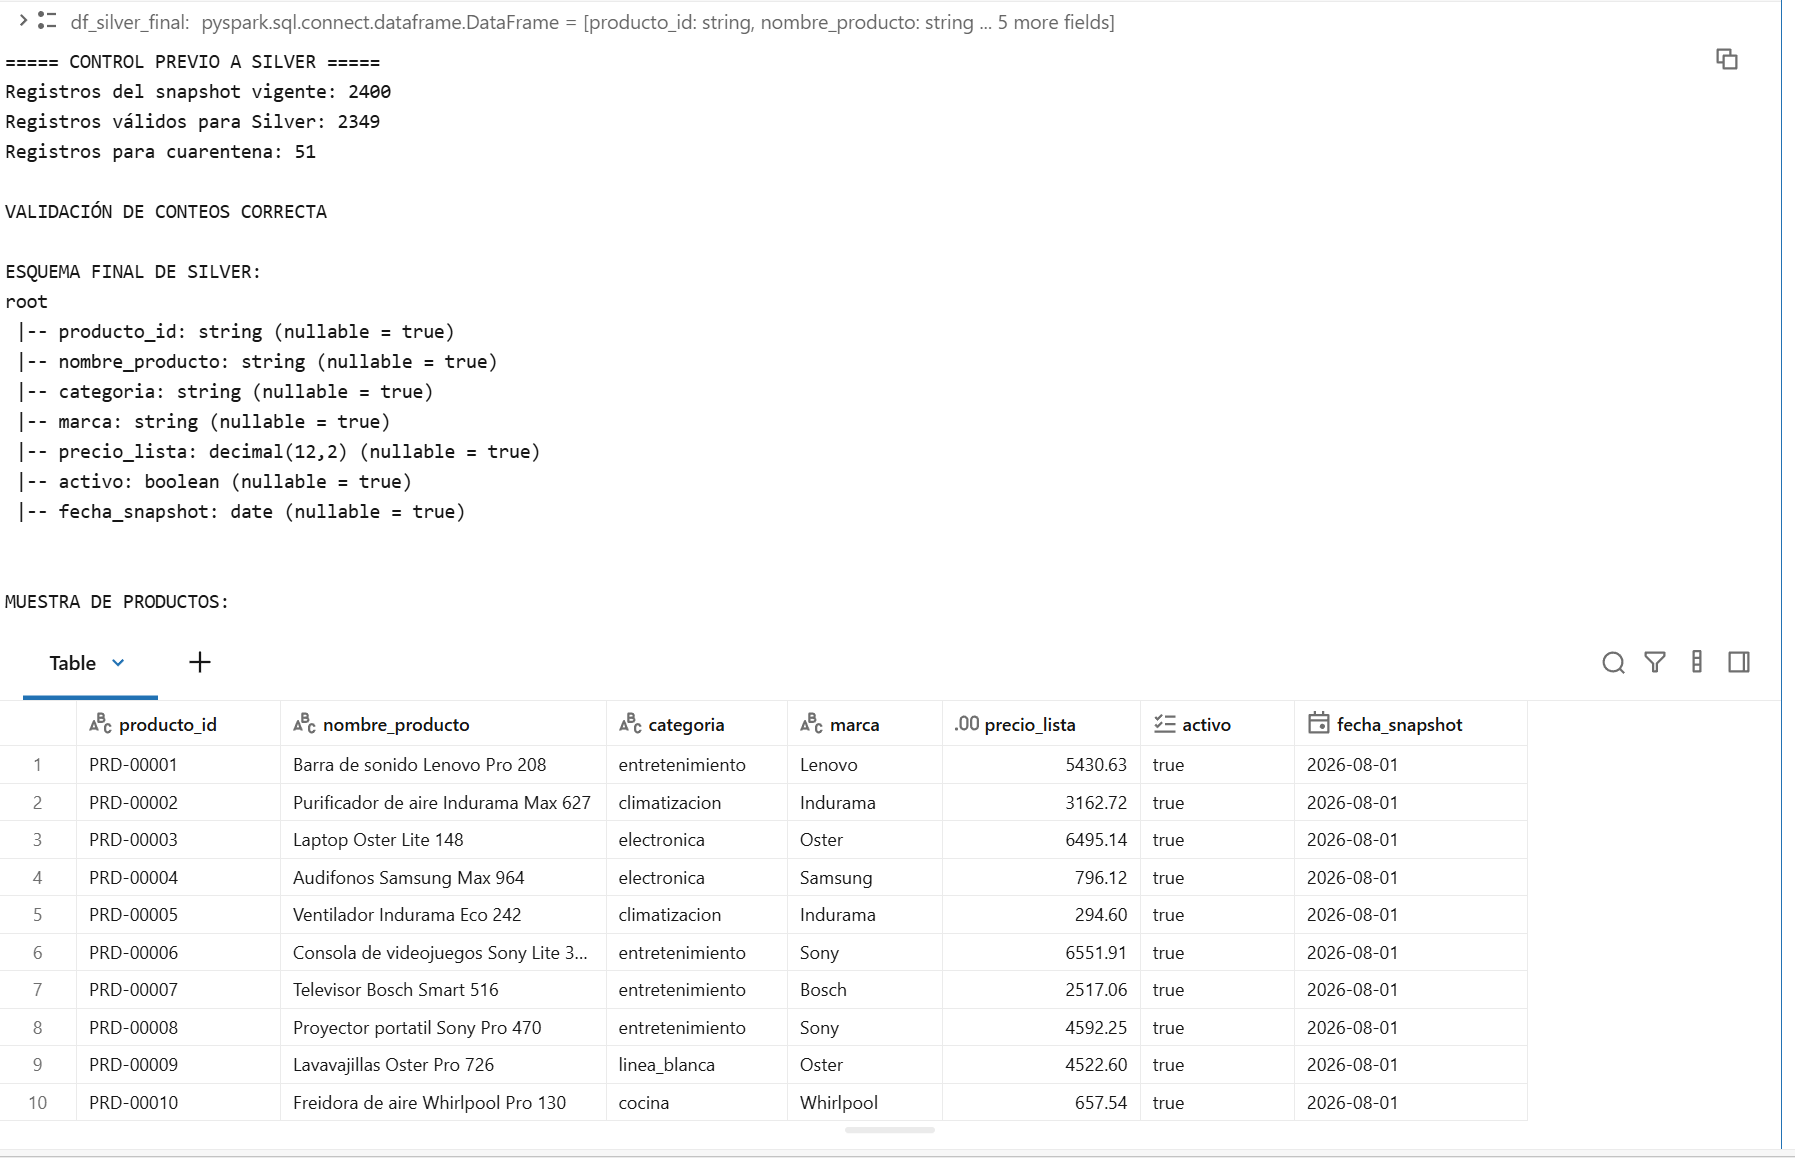 df_silver_final: pyspark.sql.connect.dataframe.DataFrame = [producto_id: string, nombre_producto: string ... 5 more fields]
===== CONTROL PREVIO A SILVER =====
Registros del snapshot vigente: 2400
Registros válidos para Silver: 2349
Registros para cuarentena: 51
VALIDACIÓN DE CONTEOS CORRECTA
ESQUEMA FINAL DE SILVER:
root
|-- producto_id: string (nullable = true)
|-- nombre_producto: string (nullable = true)
|-- categoria: string (nullable = true)
|-- marca: string (nullable = true)
|-- precio_lista: decimal(12,2) (nullable = true)
|-- activo: boolean (nullable = true)
|-- fecha_snapshot: date (nullable = true)
MUESTRA DE PRODUCTOS:
Table
producto_id nombre_producto categoria marca .00 precio_lista activo fecha_snapshot
1 PRD-00001 Barra de sonido Lenovo Pro 208 entretenimiento Lenovo 5430.63 true 2026-08-01
2 PRD-00002 Purificador de aire Indurama Max 627 climatizacion Indurama 3162.72 true 2026-08-01
3 PRD-00003 Laptop Oster Lite 148 electronica Oster 6495.14 true 2026-08-01
4 PRD-00004 Audifonos Samsung Max 964 electronica Samsung 796.12 true 2026-08-01
5 PRD-00005 Ventilador Indurama Eco 242 climatizacion Indurama 294.60 true 2026-08-01
6 PRD-00006 Consola de videojuegos Sony Lite 3... entretenimiento Sony 6551.91 true 2026-08-01
7 PRD-00007 Televisor Bosch Smart 516 entretenimiento Bosch 2517.06 true 2026-08-01
8 PRD-00008 Proyector portatil Sony Pro 470 entretenimiento Sony 4592.25 true 2026-08-01
9 PRD-00009 Lavavajillas Oster Pro 726 linea_blanca Oster 4522.60 true 2026-08-01
10 PRD-00010 Freidora de aire Whirlpool Pro 130 cocina Whirlpool 657.54 true 2026-08-01